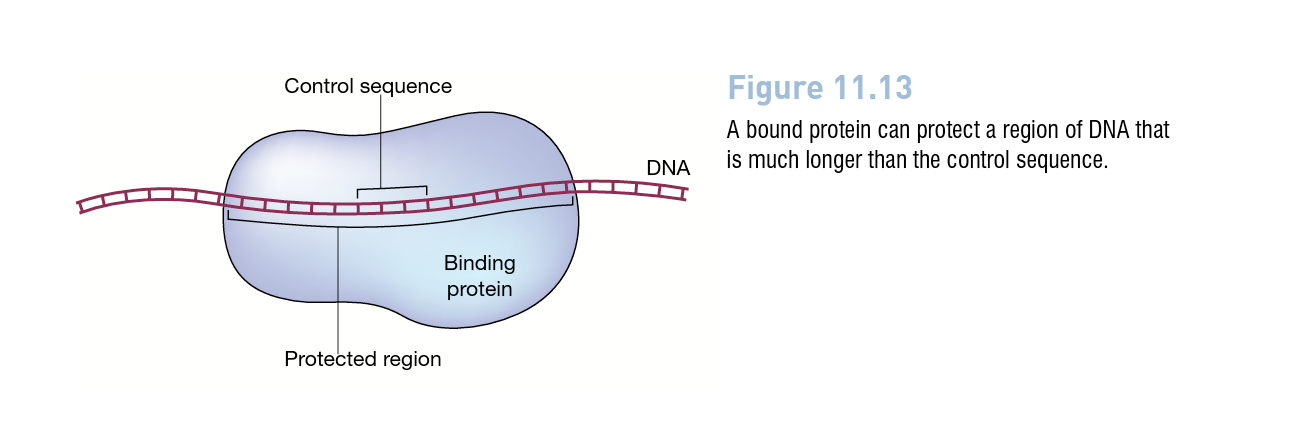 Control sequence
DNA
Binding
protein
Protected region
Figure 11.13
A bound protein can protect a region of DNA that
is much longer than the control sequence.